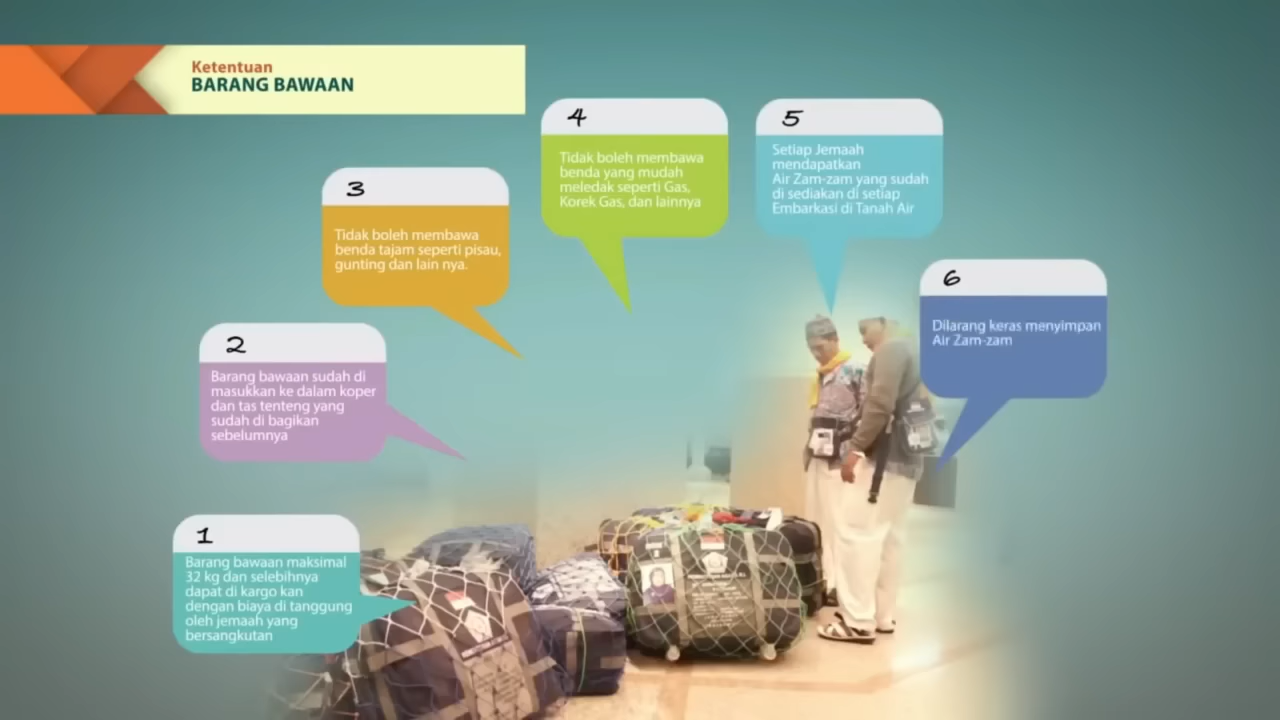 Ketentuan
BARANG BAWAAN
1
Barang bawaan maksimal
32 kg dan selebihnya
dapat di kargo kan
dengan biaya di tanggung
oleh jemaah yang
bersangkutan
2
Barang bawaan sudah di
masukkan ke dalam koper
dan tas tenteng yang
sudah di bagikan
sebelumnya
3
Tidak boleh membawa
benda tajam seperti pisau,
gunting dan lain nya.
4
Tidak boleh membawa
benda yang mudah
meledak seperti Gas,
Korek Gas, dan lainnya
5
Setiap Jemaah
mendapatkan
Air Zam-zam yang sudah
di sediakan di setiap
Embarkasi di Tanah Air
6
Dilarang keras menyimpan
Air Zam-zam